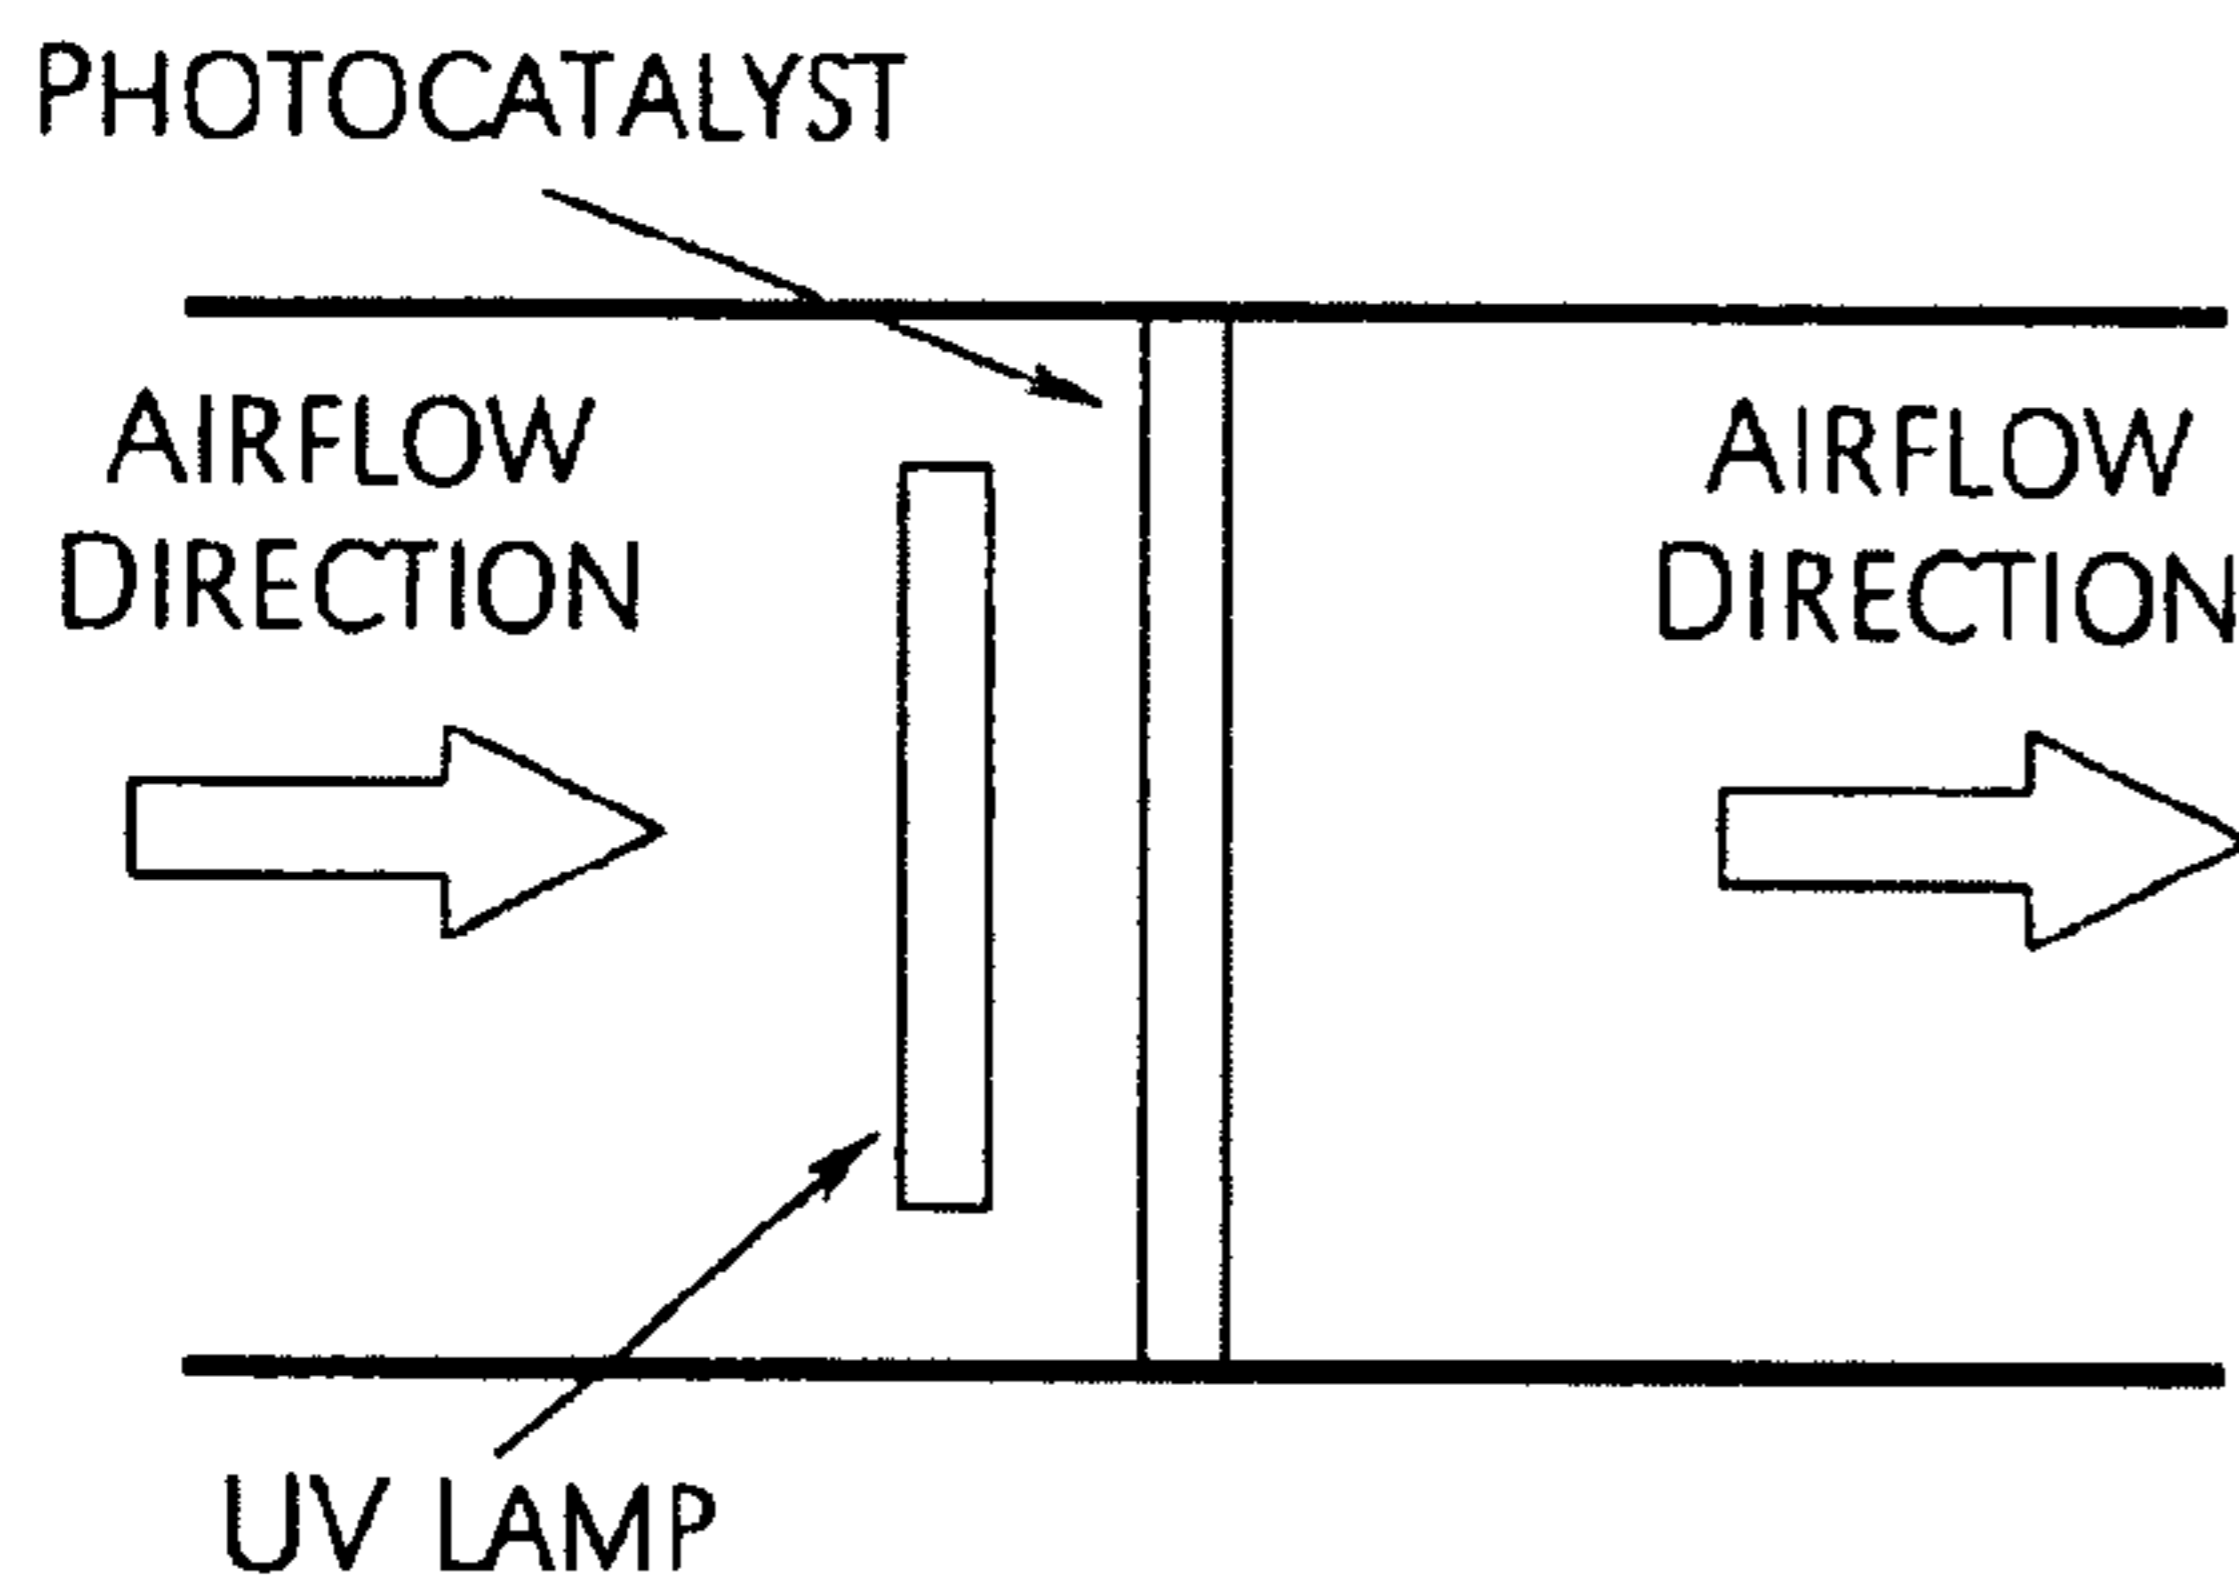 PHOTOCATALYST
AIRFLOW
DIRECTION
AIRFLOW
DIRECTION
UV LAMP